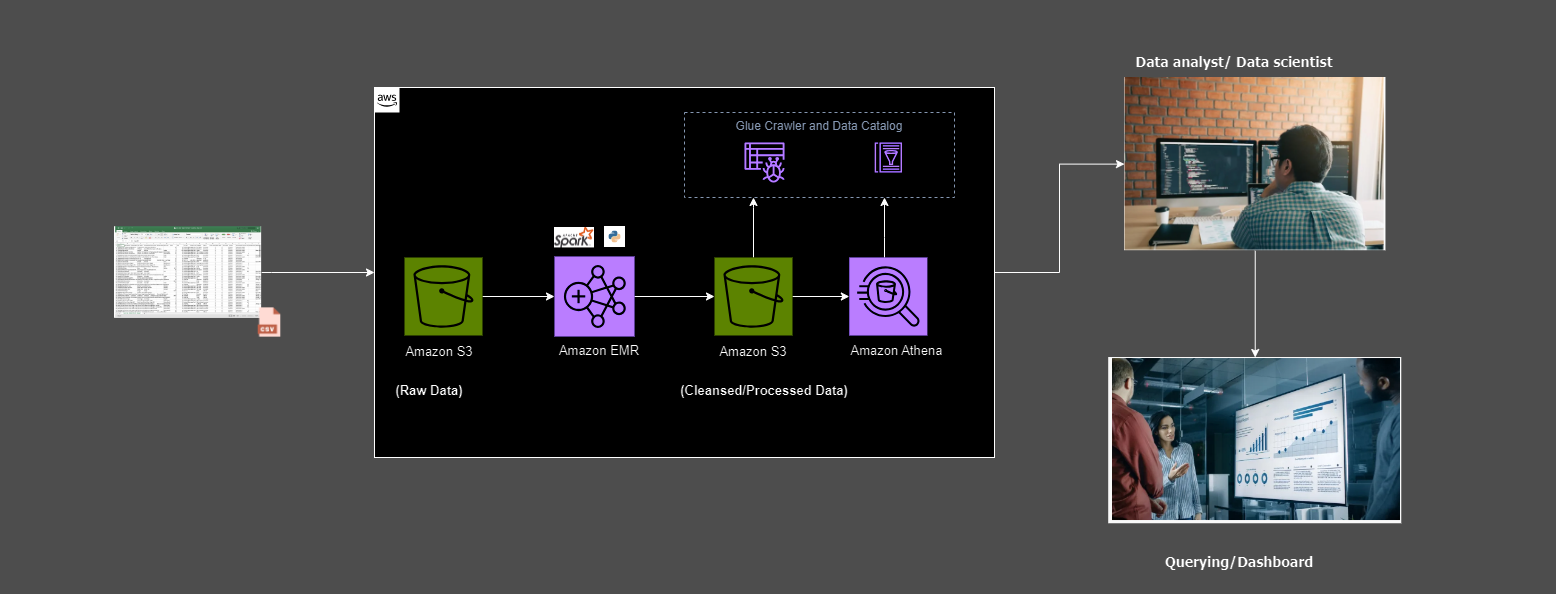 Data analyst/ Data scientist
aws
Glue Crawler and Data Catalog
APACHE
Spark
CSV
Amazon S3
Amazon EMR
Amazon S3
Amazon Athena
(Raw Data)
(Cleansed/Processed Data)
Querying/Dashboard